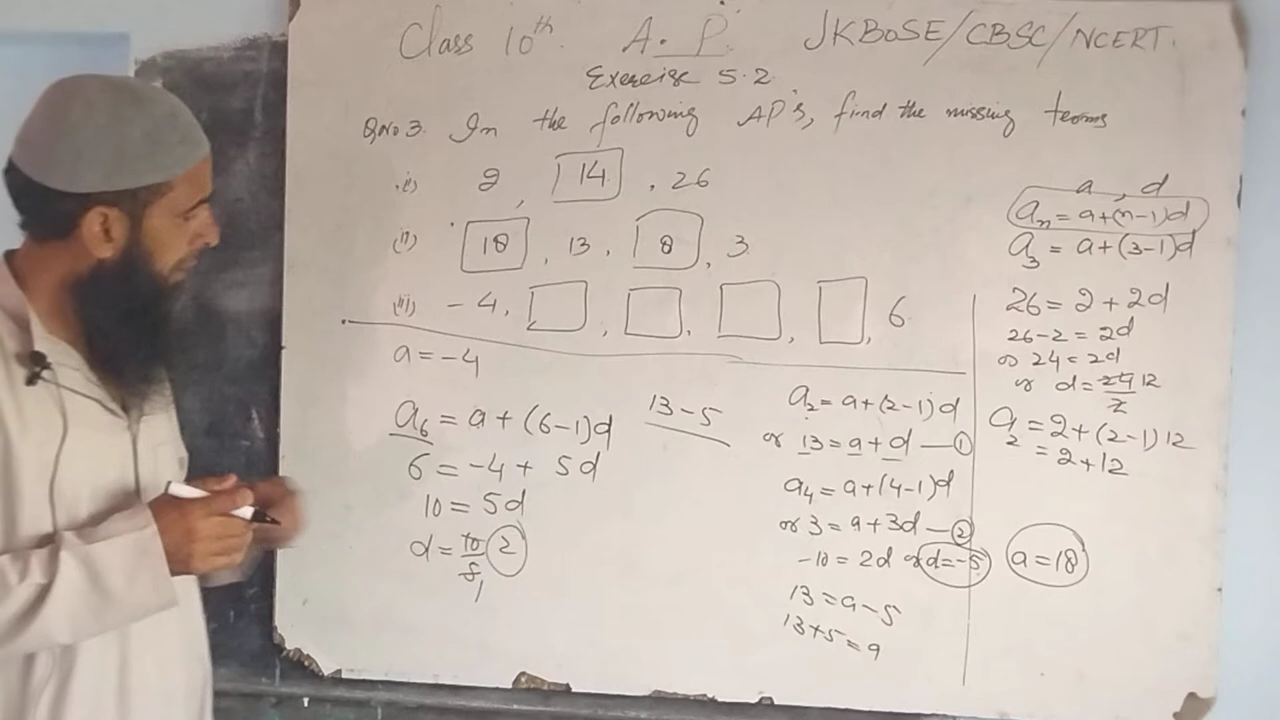 Class 10th. A.P. JKBOSE/CBSC/NCERT.
Exercise 5.2
QNo 3. In the following AP's, find the missing terms
(i) 2, 14, 26
(ii) 18, 13, 8, 3
(iii) -4, , , , , 6
a = -4
a₆ = a + (6-1)d
6 = -4 + 5d
10 = 5d
d = 10/5 2
1
13-5
a₂ = a + (2-1)d
or 13 = a + d — ①
a₄ = a + (4-1)d
or 3 = a + 3d — ②
-10 = 2d or d = -5
13 = a - 5
13+5 = a
a, d
aₙ = a + (n-1)d
a₃ = a + (3-1)d
26 = 2 + 2d
26-2 = 2d
or 24 = 2d
or d = 24/2 12
a₂ = 2 + (2-1)12
= 2+12
a = 18